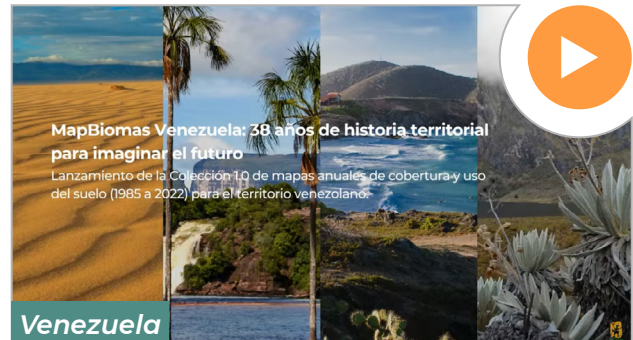 MapBiomas Venezuela: 38 años de historia territorial
para imaginar el futuro
Lanzamiento de la Colección 1.0 de mapas anuales de cobertura y uso
del suelo (1985 a 2022) para el territorio venezolano.
Venezuela